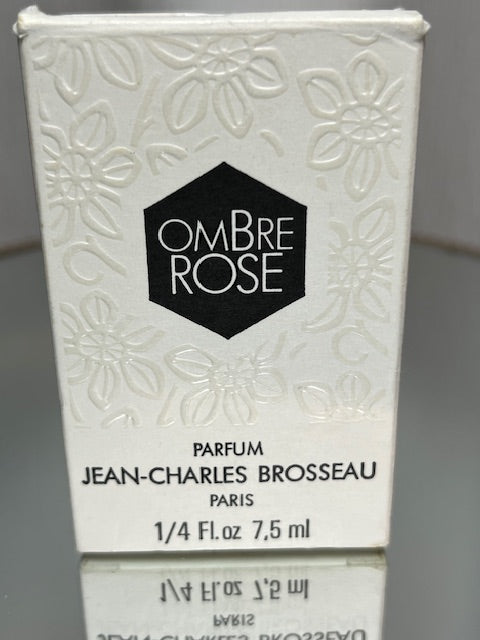 OMBRE
ROSE
PARFUM
JEAN-CHARLES BROSSEAU
PARIS
1/4 Fl.oz 7,5 ml